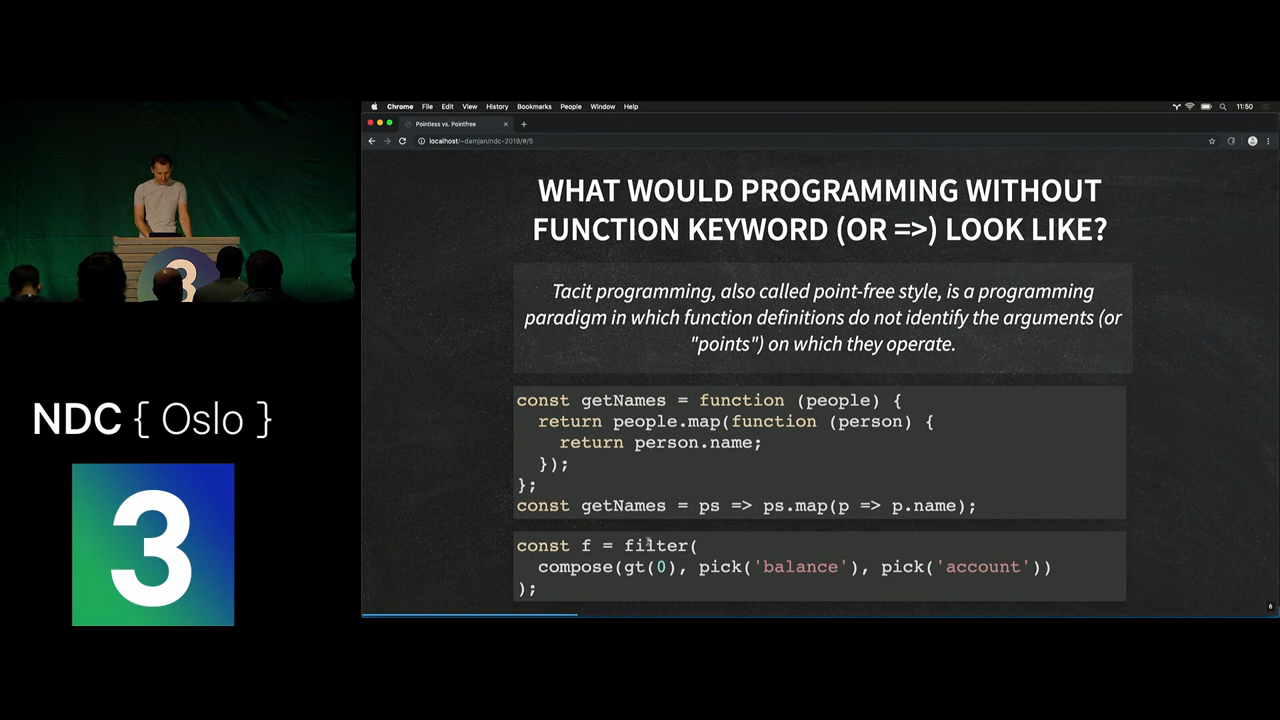 Chrome File Edit View History Bookmarks People Window Help 11:50
Pointless vs. Pointfree
localhost/~damjan/ndc-2019/#/5
WHAT WOULD PROGRAMMING WITHOUT
FUNCTION KEYWORD (OR =>) LOOK LIKE?
Tacit programming, also called point-free style, is a programming
paradigm in which function definitions do not identify the arguments (or
"points") on which they operate.
const getNames = function (people) {
  return people.map(function (person) {
    return person.name;
  });
};
const getNames = ps => ps.map(p => p.name);
const f = filter(
  compose(gt(0), pick('balance'), pick('account'))
);
6
3
NDC { Oslo }
3